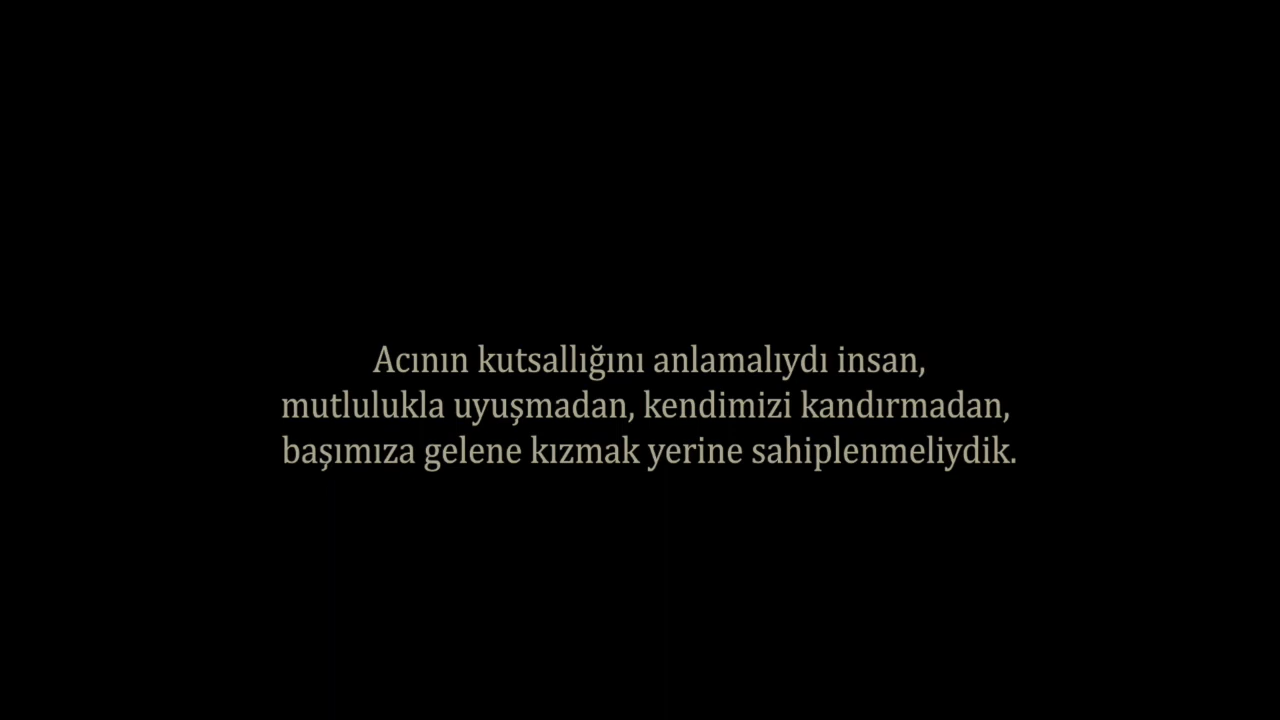 Acının kutsallığını anlamalıydı insan,
mutlulukla uyuşmadan, kendimizi kandırmadan,
başımıza gelene kızmak yerine sahiplenmeliydik.